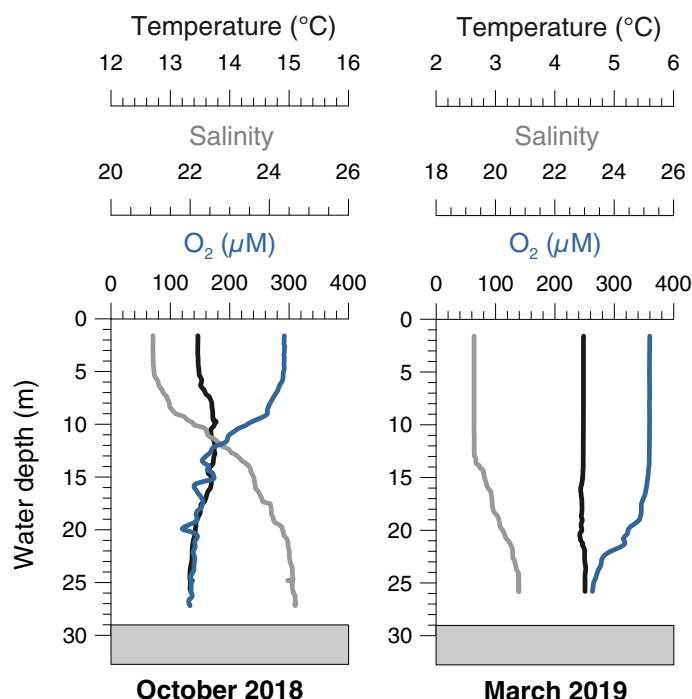 Temperature (°C) Temperature (°C)
12 13 14 15 16 2 3 4 5 6
Salinity Salinity
20 22 24 26 18 20 22 24 26
O2 (µM) O2 (µM)
0 100 200 300 400 0 100 200 300 400
0 0
5 5
10 10
15 15
20 20
25 25
30 30
Water depth (m)
October 2018 March 2019